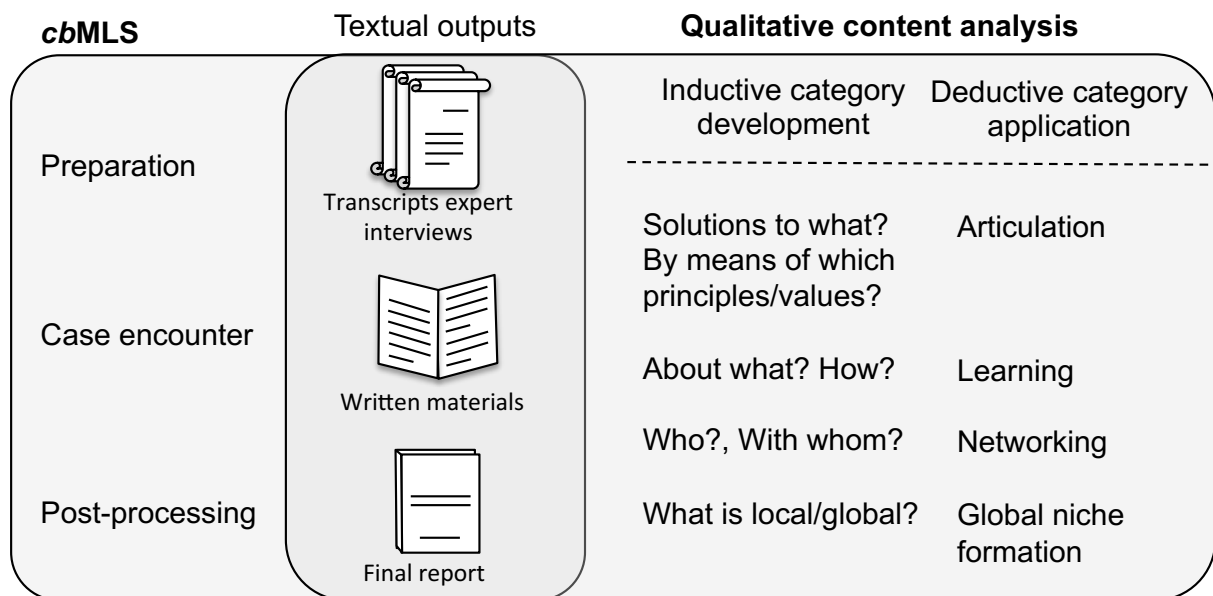 cbMLS
Textual outputs
Qualitative content analysis
Preparation
Case encounter
Post-processing
Transcripts expert
interviews
Written materials
Final report
Inductive category
development
Deductive category
application
Solutions to what?
By means of which
principles/values?
Articulation
About what? How?
Learning
Who?, With whom?
Networking
What is local/global?
Global niche
formation